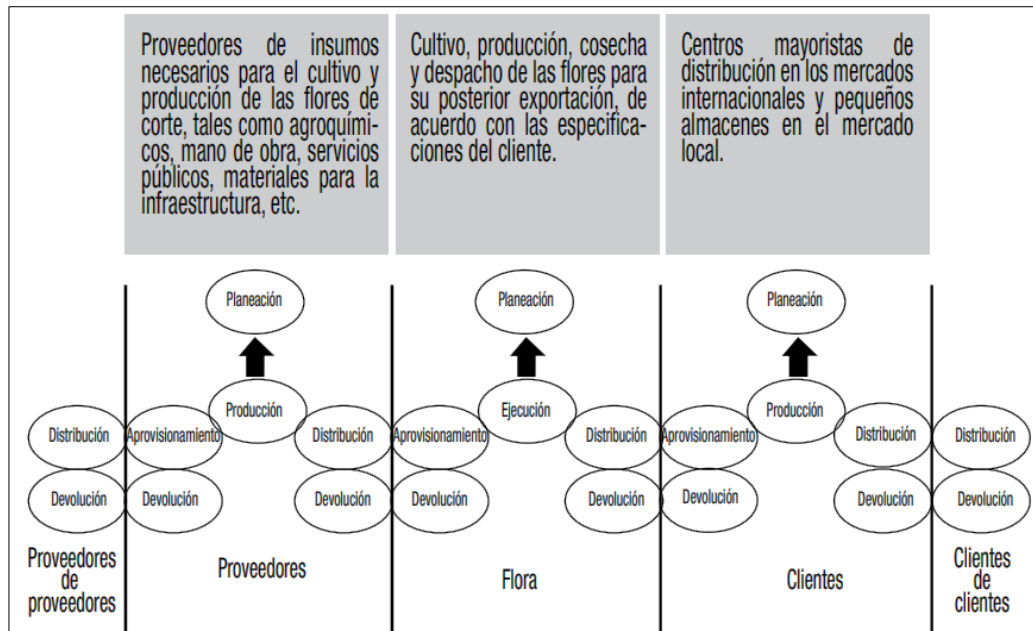 Proveedores de insumos
necesarios para el cultivo y
producción de las flores de
corte, tales como agroquími-
cos, mano de obra, servicios
públicos, materiales para la
infraestructura, etc.
Cultivo, producción, cosecha
y despacho de las flores para
su posterior exportación, de
acuerdo con las especifica-
ciones del cliente.
Centros mayoristas de
distribución en los mercados
internacionales y pequeños
almacenes en el mercado
local.
Planeación
Planeación
Planeación
Producción
Ejecución
Producción
Distribución
Aprovisionamiento
Distribución
Aprovisionamiento
Distribución
Aprovisionamiento
Distribución
Distribución
Devolución
Devolución
Devolución
Devolución
Devolución
Devolución
Devolución
Devolución
Proveedores
de
proveedores
Proveedores
Flora
Clientes
Clientes
de
clientes